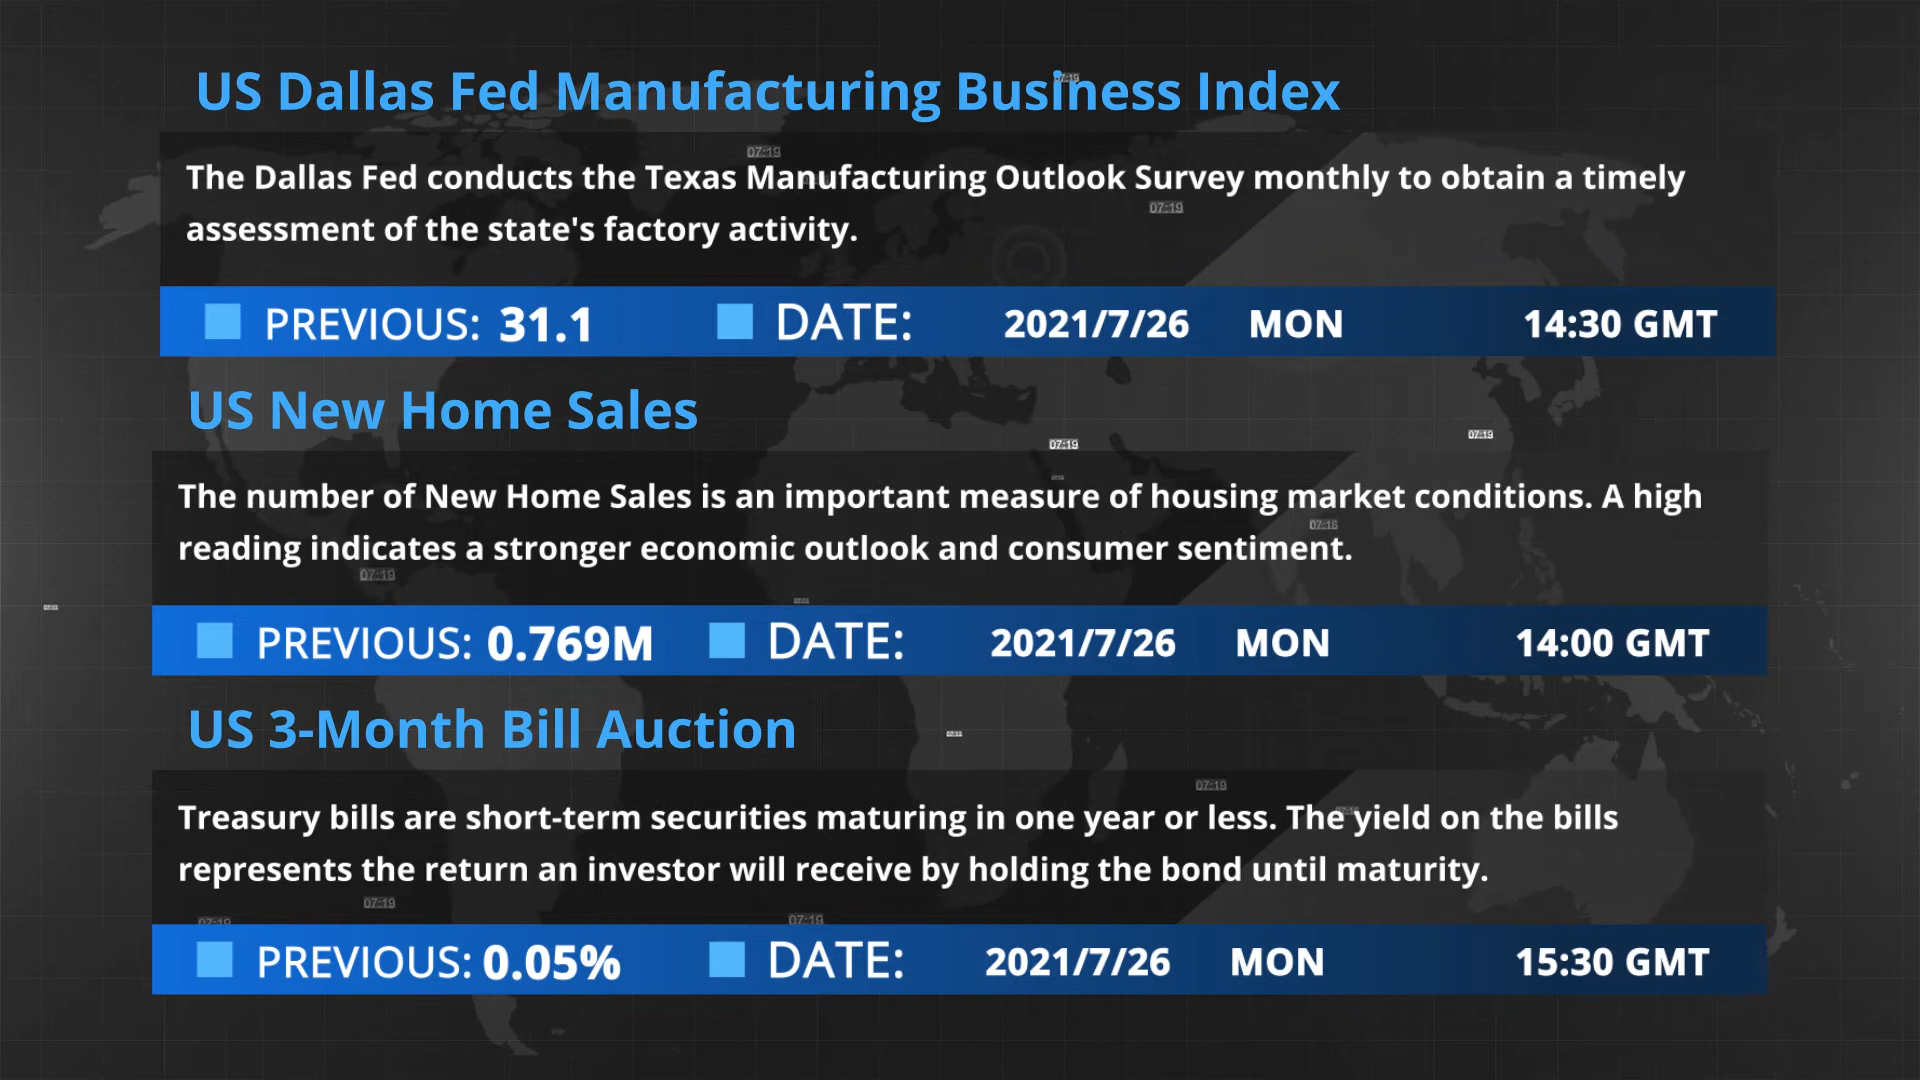 US Dallas Fed Manufacturing Business Index
The Dallas Fed conducts the Texas Manufacturing Outlook Survey monthly to obtain a timely
assessment of the state's factory activity.
PREVIOUS: 31.1 DATE: 2021/7/26 MON 14:30 GMT
US New Home Sales
The number of New Home Sales is an important measure of housing market conditions. A high
reading indicates a stronger economic outlook and consumer sentiment.
PREVIOUS: 0.769M DATE: 2021/7/26 MON 14:00 GMT
US 3-Month Bill Auction
Treasury bills are short-term securities maturing in one year or less. The yield on the bills
represents the return an investor will receive by holding the bond until maturity.
PREVIOUS: 0.05% DATE: 2021/7/26 MON 15:30 GMT